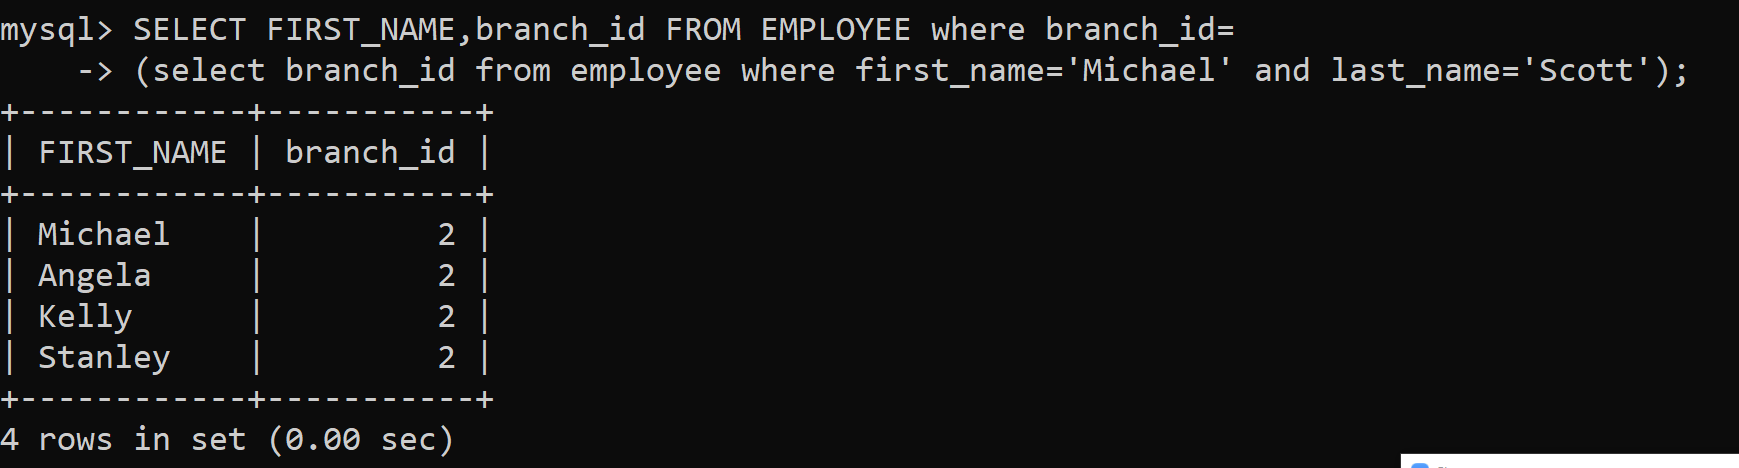 mysql> SELECT FIRST_NAME,branch_id FROM EMPLOYEE where branch_id=
    -> (select branch_id from employee where first_name='Michael' and last_name='Scott');
+------------+-----------+
| FIRST_NAME | branch_id |
+------------+-----------+
| Michael    |         2 |
| Angela     |         2 |
| Kelly      |         2 |
| Stanley    |         2 |
+------------+-----------+
4 rows in set (0.00 sec)